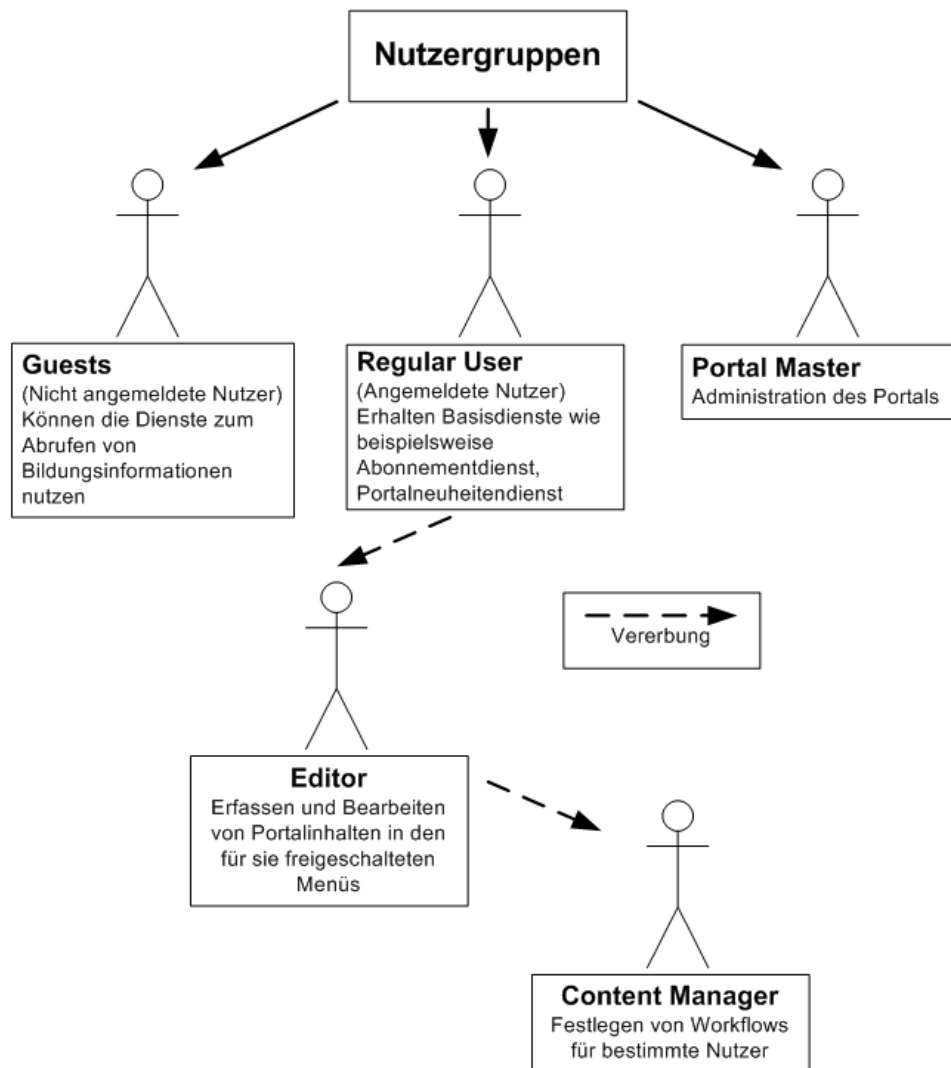 Nutzergruppen
Guests
(Nicht angemeldete Nutzer)
Können die Dienste zum
Abrufen von
Bildungsinformationen
nutzen
Regular User
(Angemeldete Nutzer)
Erhalten Basisdienste wie
beispielsweise
Abonnementdienst,
Portalneuheitendienst
Portal Master
Administration des Portals
Vererbung
Editor
Erfassen und Bearbeiten
von Portalinhalten in den
für sie freigeschalteten
Menüs
Content Manager
Festlegen von Workflows
für bestimmte Nutzer